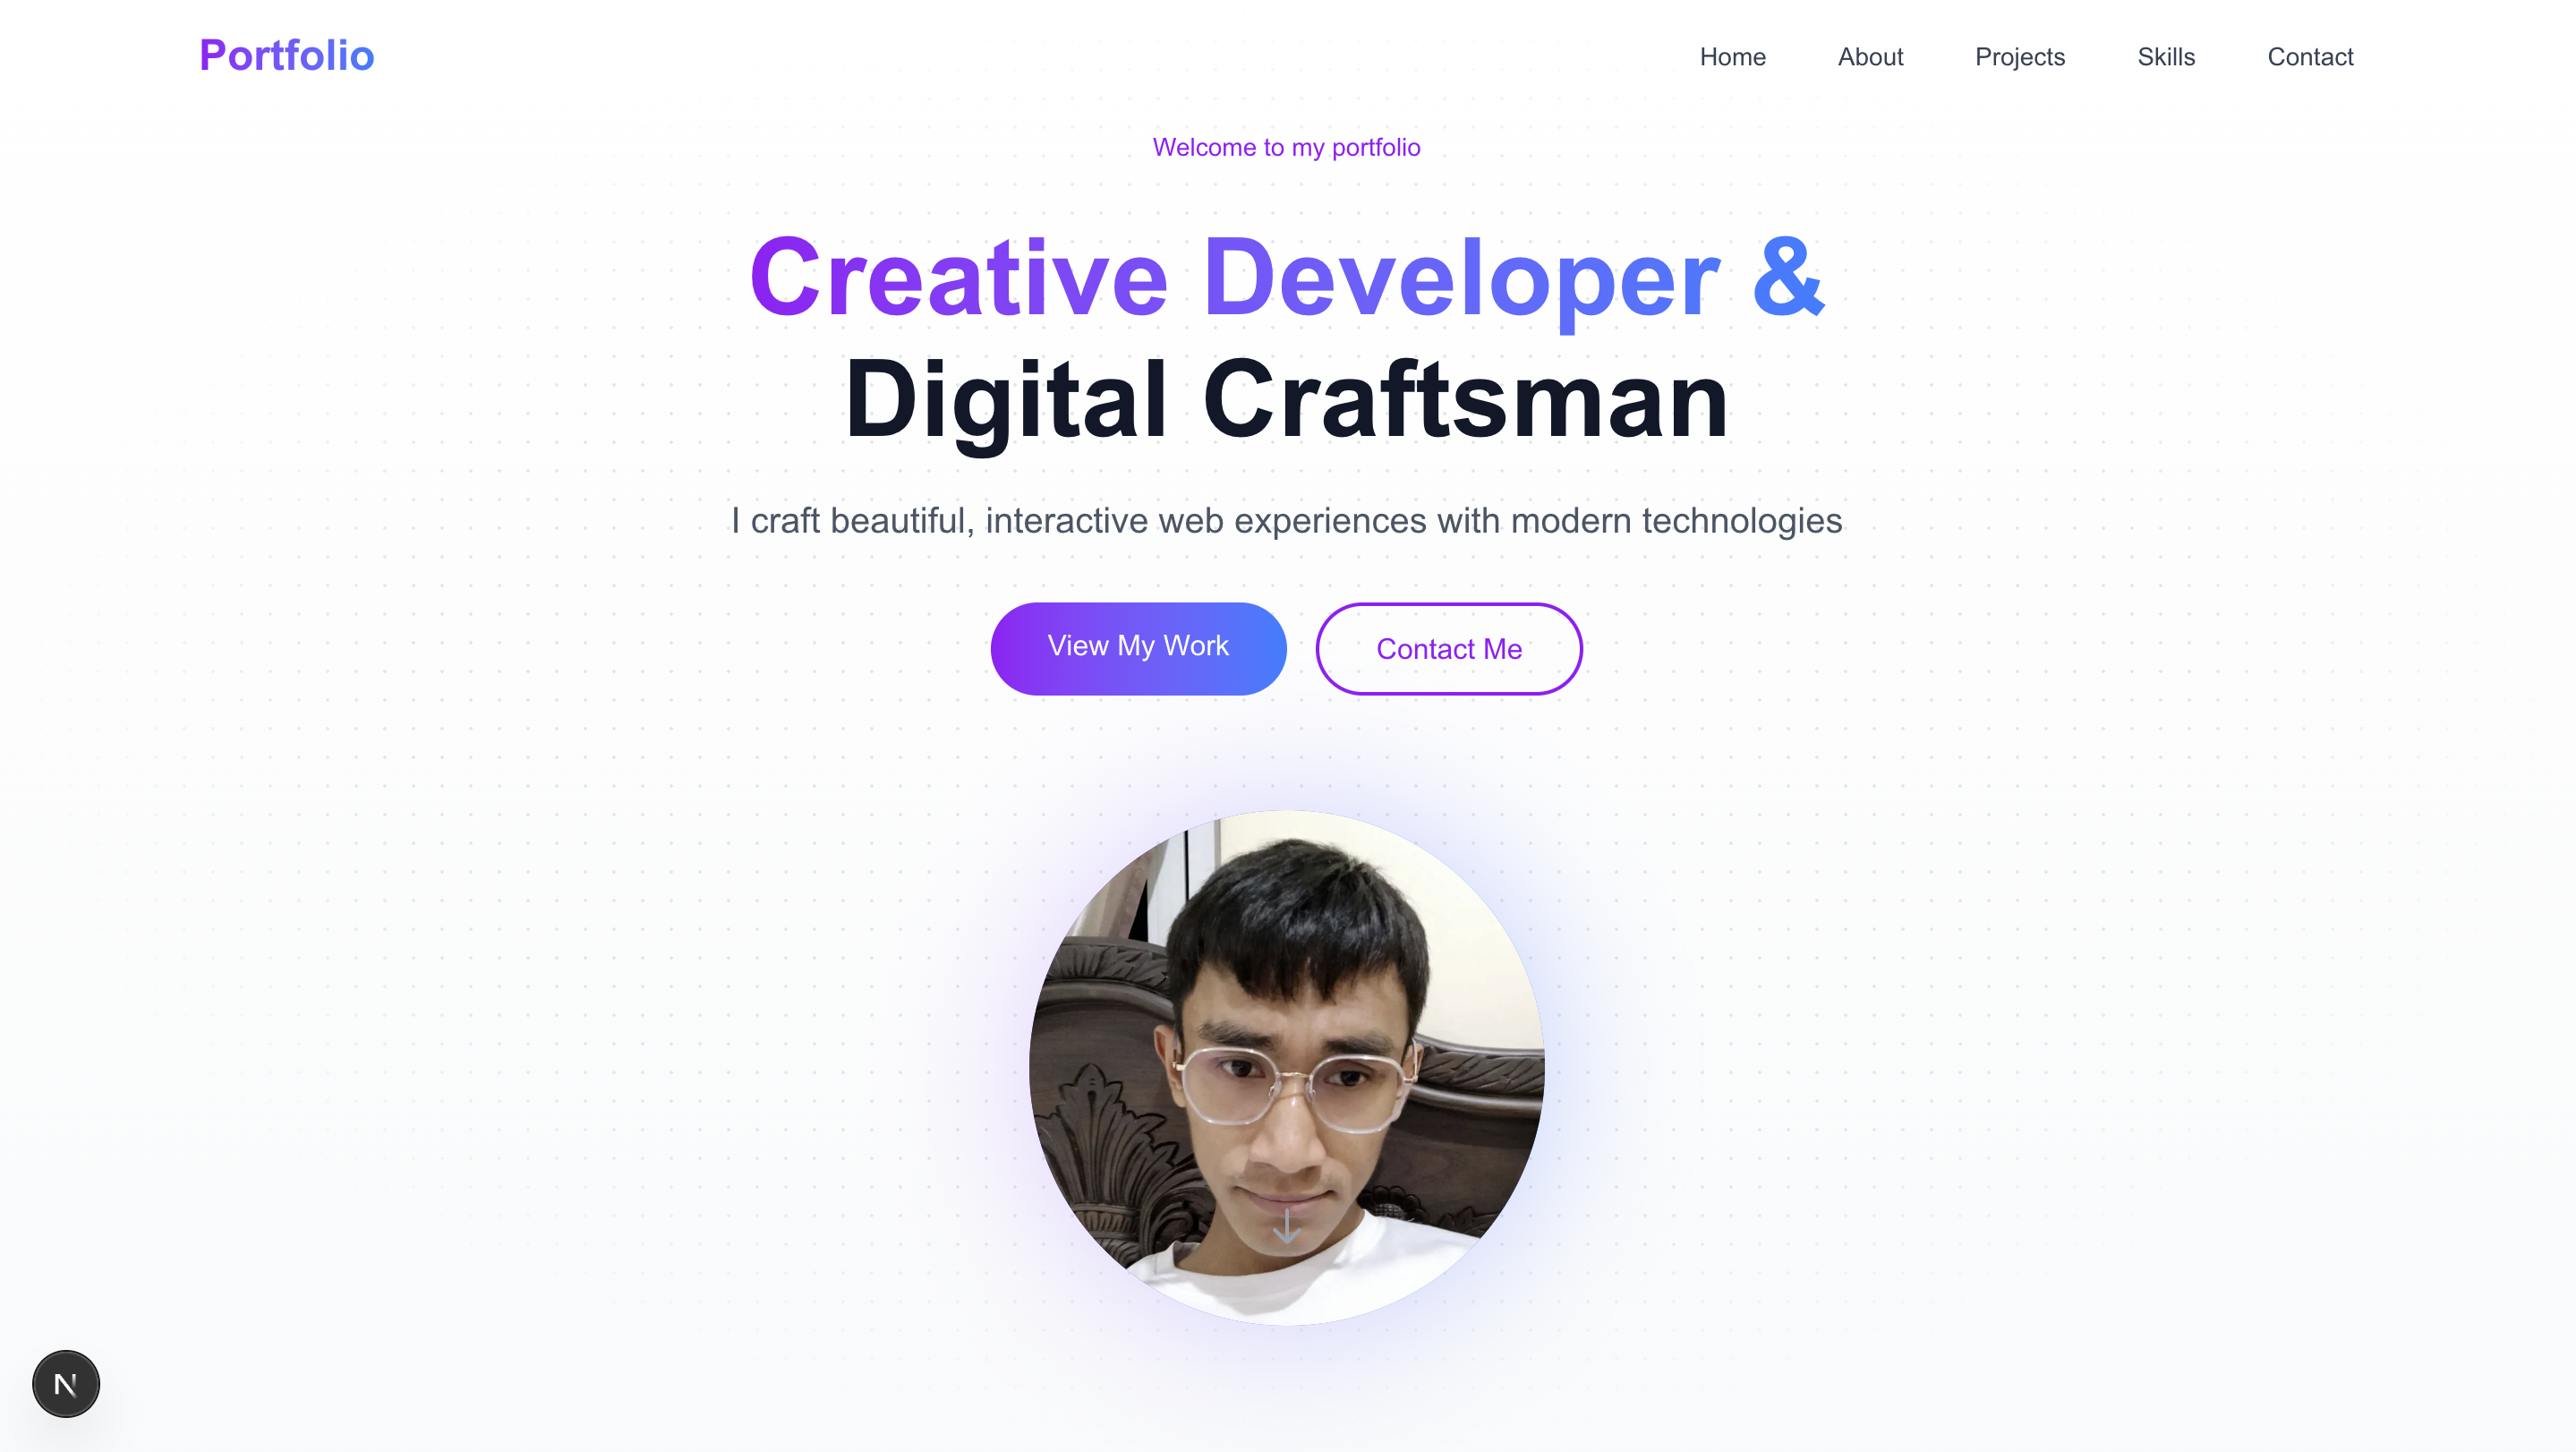 Portfolio
Home
About
Projects
Skills
Contact
Welcome to my portfolio
Creative Developer &
Digital Craftsman
I craft beautiful, interactive web experiences with modern technologies
View My Work
Contact Me
N